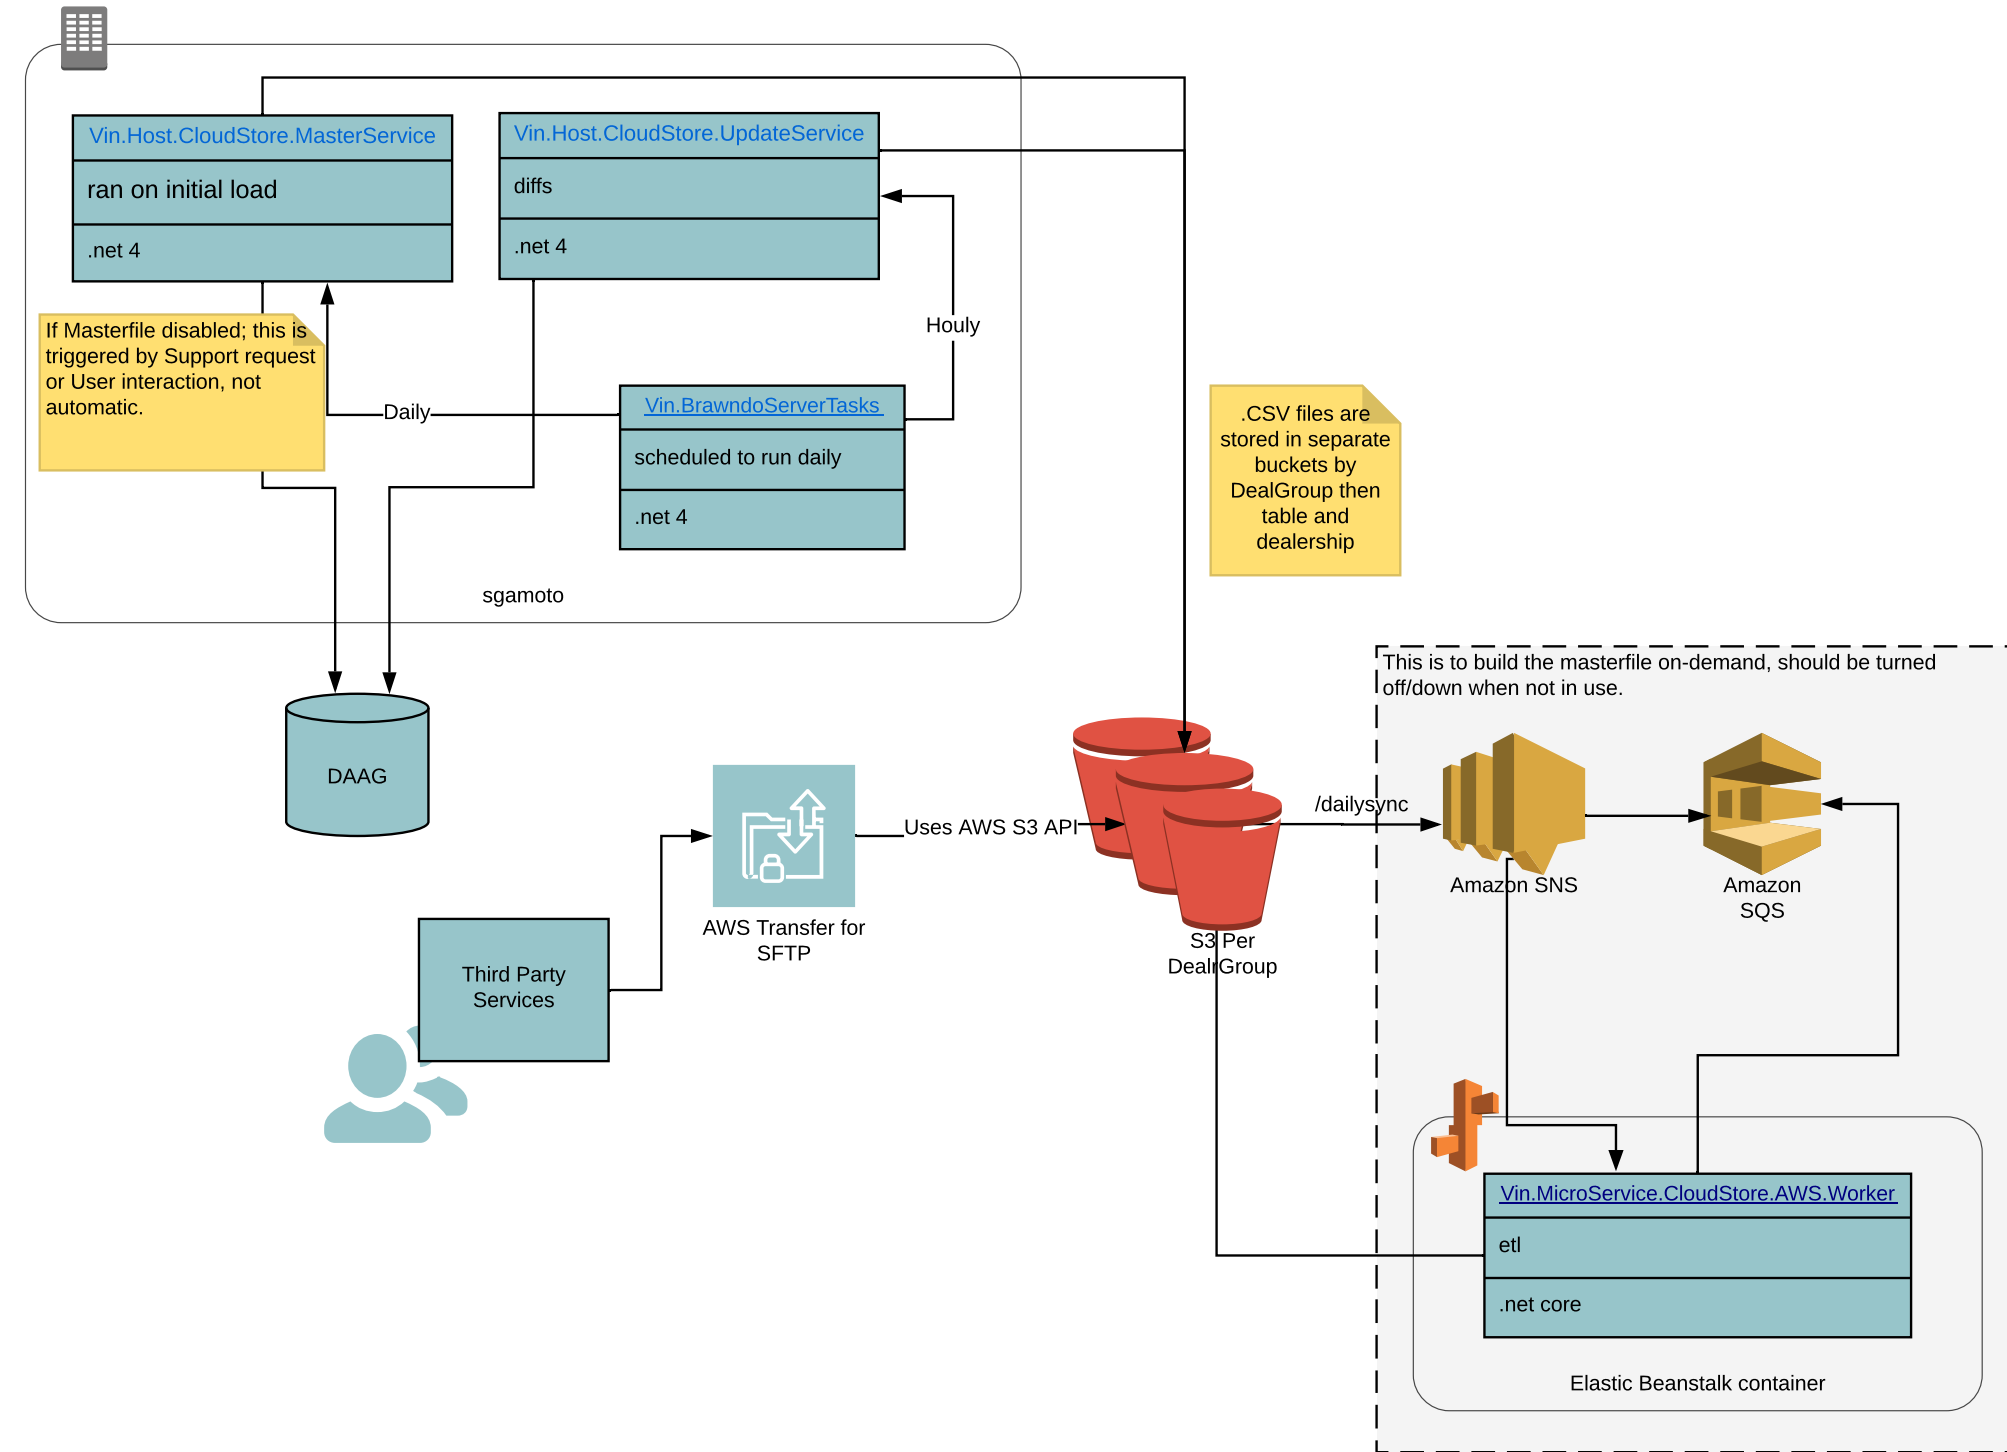 Vin.Host.CloudStore.MasterService
ran on initial load
.net 4
Vin.Host.CloudStore.UpdateService
diffs
.net 4
If Masterfile disabled; this is
triggered by Support request
or User interaction, not
automatic.
Daily
Houly
Vin.BrawndoServerTasks
scheduled to run daily
.net 4
sgamoto
.CSV files are
stored in separate
buckets by
DealGroup then
table and
dealership
DAAG
Third Party
Services
AWS Transfer for
SFTP
Uses AWS S3 API
S3 Per
DealrGroup
/dailysync
This is to build the masterfile on-demand, should be turned
off/down when not in use.
Amazon SNS
Amazon
SQS
Vin.MicroService.CloudStore.AWS.Worker
etl
.net core
Elastic Beanstalk container